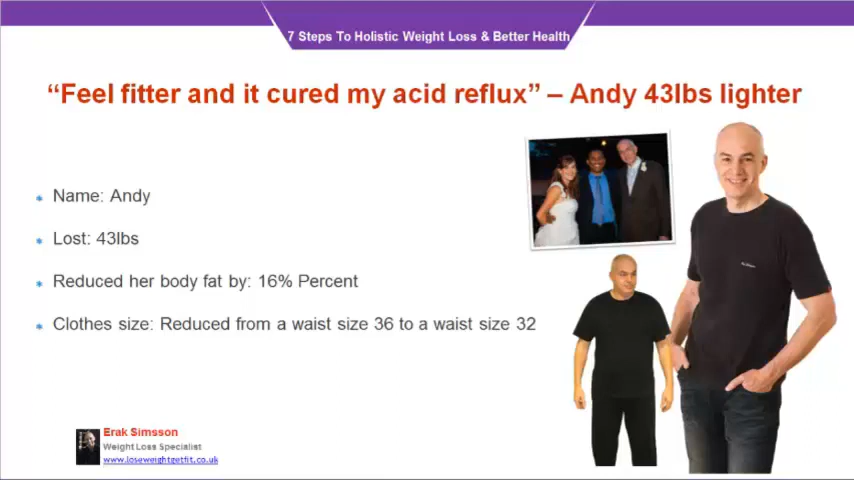 7 Steps To Holistic Weight Loss & Better Health
“Feel fitter and it cured my acid reflux” – Andy 43lbs lighter
Name: Andy
Lost: 43lbs
Reduced her body fat by: 16% Percent
Clothes size: Reduced from a waist size 36 to a waist size 32
Erak Simsson
Weight Loss Specialist
www.loseweightgetfit.co.uk